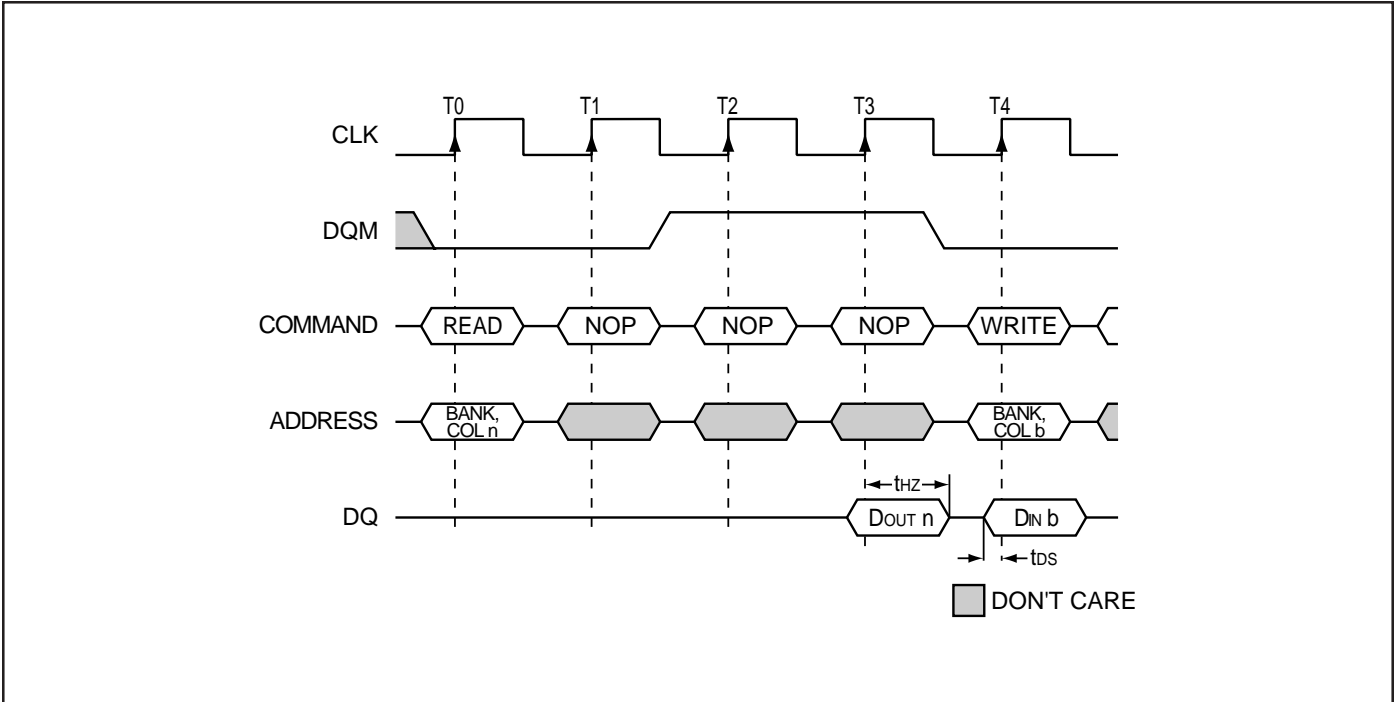 T0 T1 T2 T3 T4
CLK
DQM
COMMAND READ NOP NOP NOP WRITE
ADDRESS BANK, COL n BANK, COL b
tHZ
DQ DOUT n DIN b
tDS
DON'T CARE